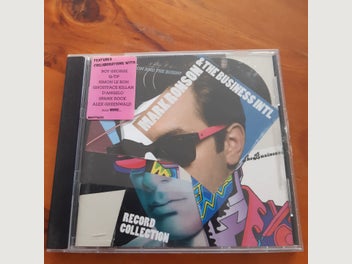 FEATURES
COLLABORATIONS WITH:
BOY GEORGE
Q-TIP
SIMON LE BON
GHOSTFACE KILLAH
D'ANGELO
SPANK ROCK
ALEX GREENWALD
MARK RONSON
& THE BUSINESS INTL
RECORD
COLLECTION